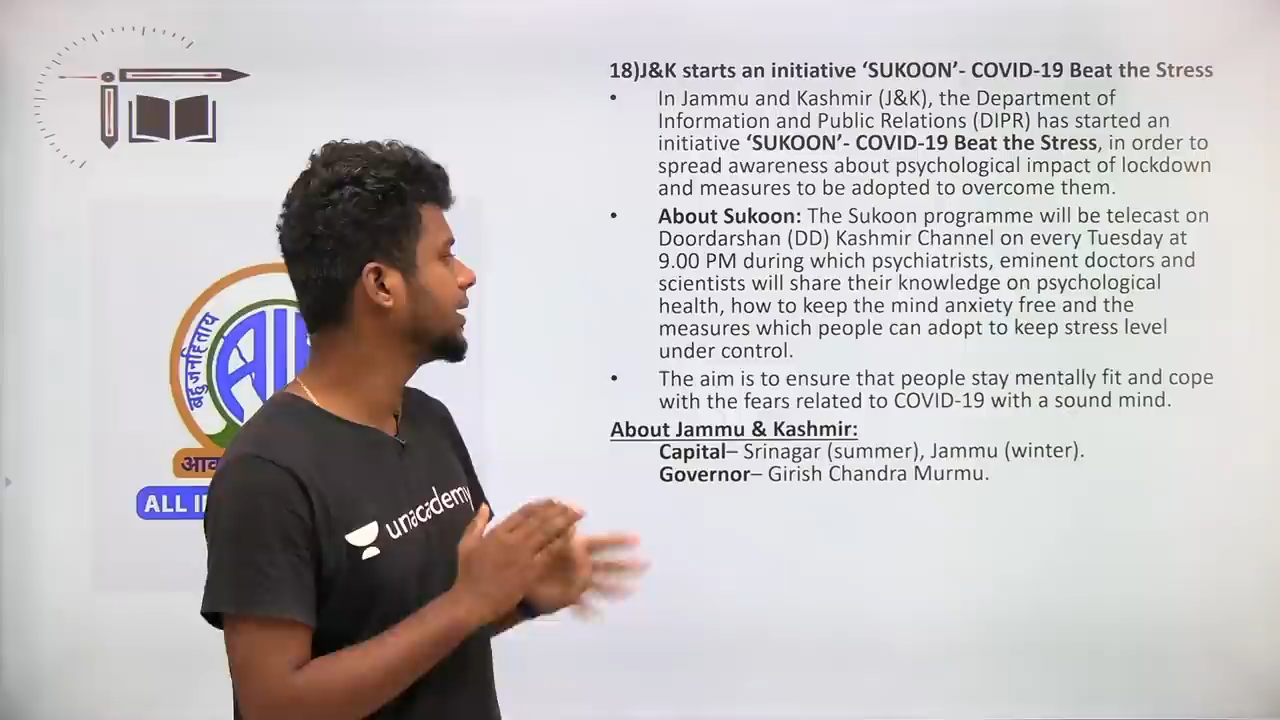 18)J&K starts an initiative ‘SUKOON’- COVID-19 Beat the Stress
• In Jammu and Kashmir (J&K), the Department of
Information and Public Relations (DIPR) has started an
initiative ‘SUKOON’- COVID-19 Beat the Stress, in order to
spread awareness about psychological impact of lockdown
and measures to be adopted to overcome them.
• About Sukoon: The Sukoon programme will be telecast on
Doordarshan (DD) Kashmir Channel on every Tuesday at
9.00 PM during which psychiatrists, eminent doctors and
scientists will share their knowledge on psychological
health, how to keep the mind anxiety free and the
measures which people can adopt to keep stress level
under control.
• The aim is to ensure that people stay mentally fit and cope
with the fears related to COVID-19 with a sound mind.
About Jammu & Kashmir:
Capital– Srinagar (summer), Jammu (winter).
Governor– Girish Chandra Murmu.
बहुजनहिताय
ALL
unacademy